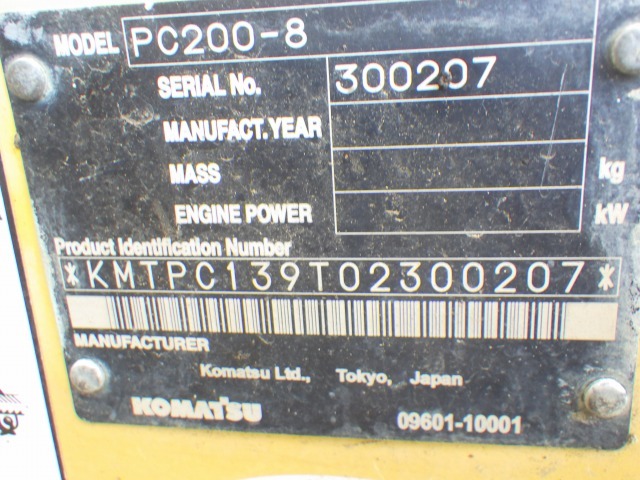 MODEL PC200-8
SERIAL No. 300207
MANUFACT.YEAR
MASS kg
ENGINE POWER kW
Product Identification Number
*KMTPC139T02300207*
MANUFACTURER
Komatsu Ltd., Tokyo, Japan
KOMATSU 09601-10001